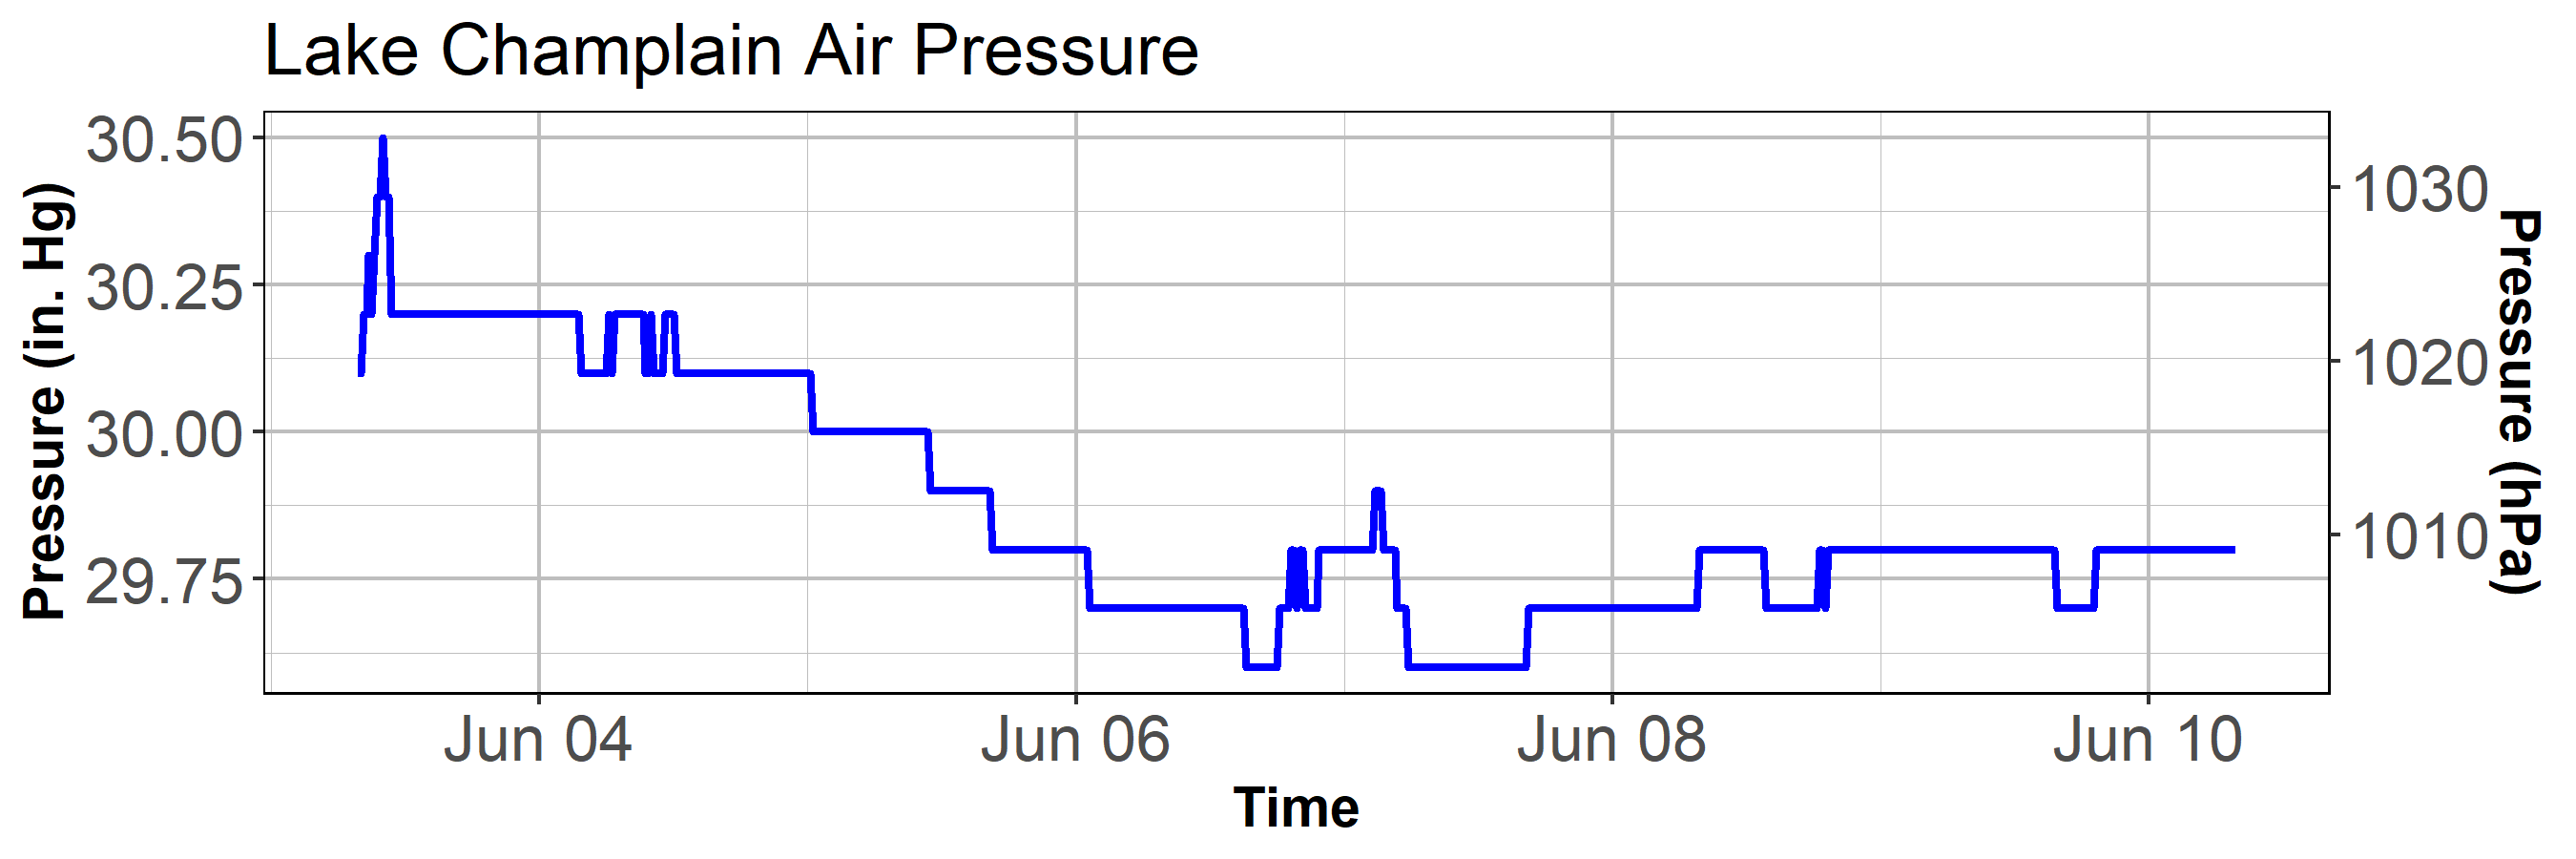 Lake Champlain Air Pressure
30.50
30.25
30.00
29.75
Pressure (in. Hg)
1030
1020
1010
Pressure (hPa)
Jun 04
Jun 06
Jun 08
Jun 10
Time